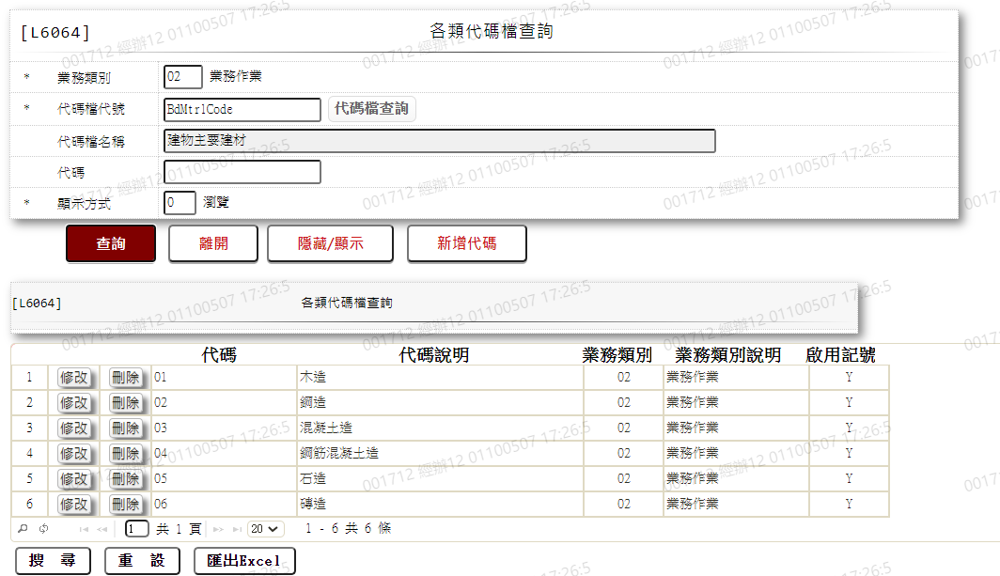 [L6064] 各類代碼檔查詢
* 業務類別 02 業務作業
* 代碼檔代號 BdMtrlCode 代碼檔查詢
代碼檔名稱 建物主要建材
代碼
* 顯示方式 0 瀏覽
查詢 離開 隱藏/顯示 新增代碼
[L6064] 各類代碼檔查詢
代碼 代碼說明 業務類別 業務類別說明 啟用記號
1 修改 刪除 01 木造 02 業務作業 Y
2 修改 刪除 02 鋼造 02 業務作業 Y
3 修改 刪除 03 混凝土造 02 業務作業 Y
4 修改 刪除 04 鋼筋混凝土造 02 業務作業 Y
5 修改 刪除 05 石造 02 業務作業 Y
6 修改 刪除 06 磚造 02 業務作業 Y
1 共 1 頁 20 1 - 6 共 6 條
搜 尋 重 設 匯出Excel
001712 經辦12 01100507 17:26:5